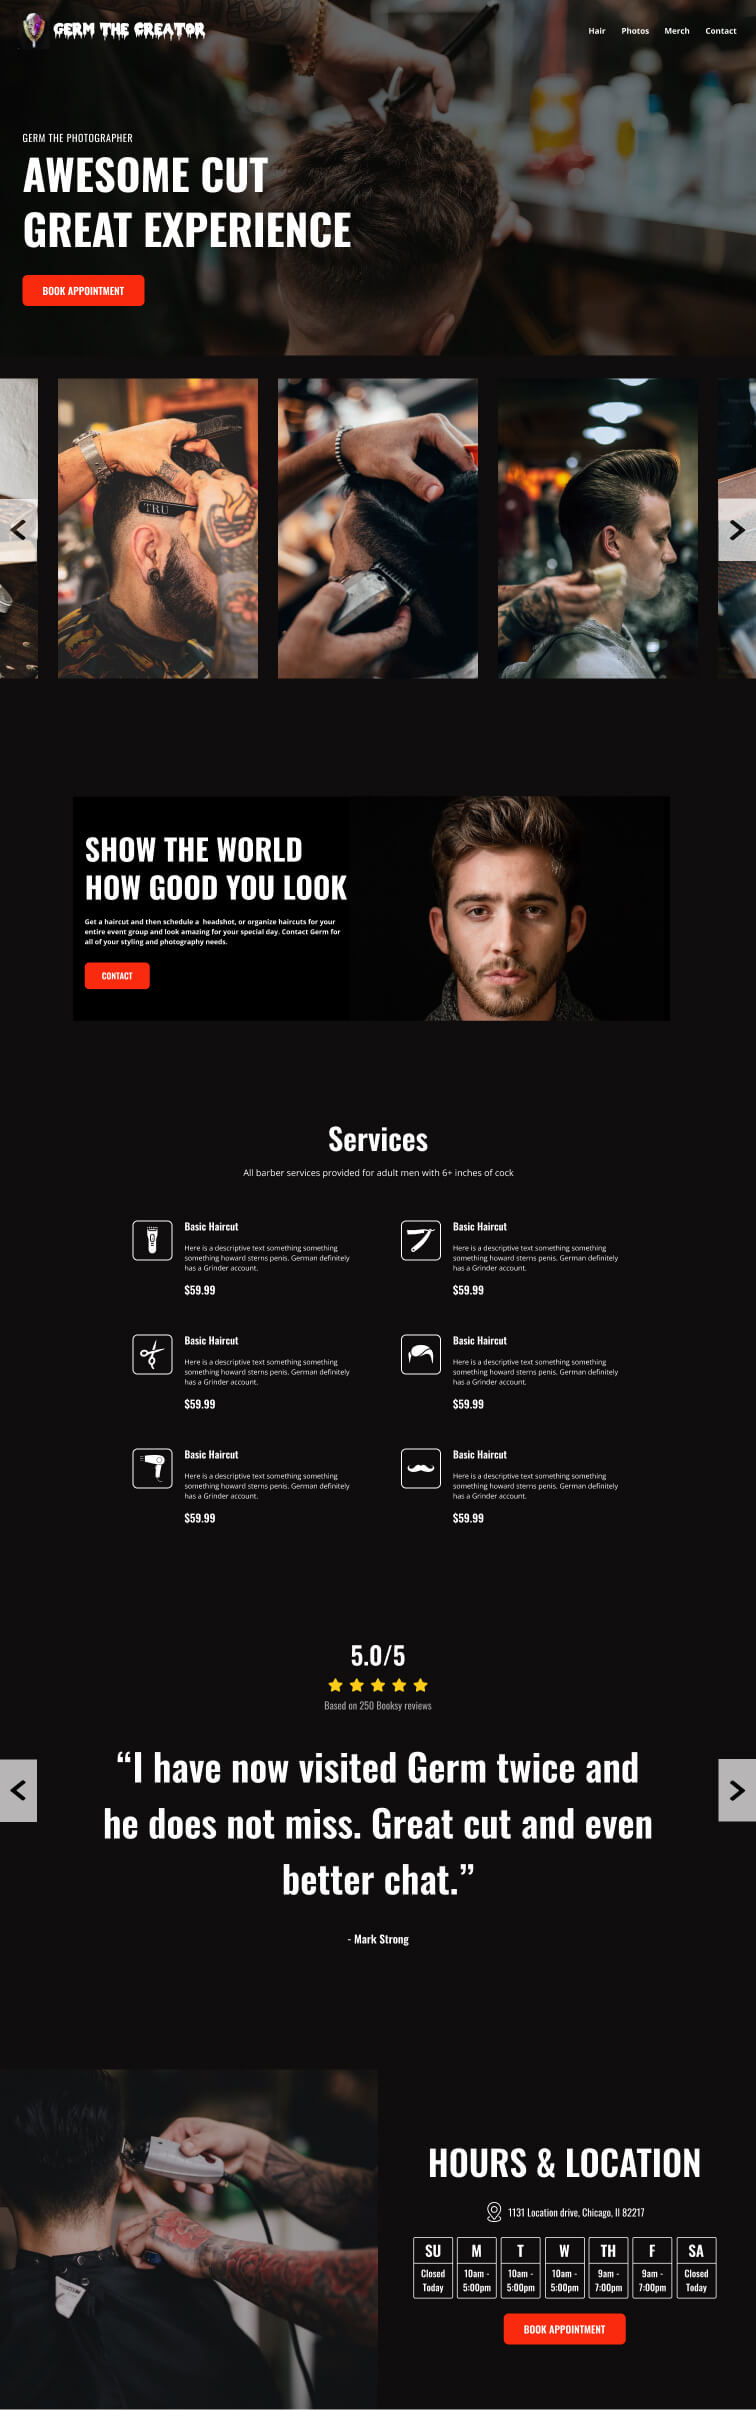 GERM THE CREATOR
Hair Photos Merch Contact
GERM THE PHOTOGRAPHER
AWESOME CUT
GREAT EXPERIENCE
BOOK APPOINTMENT
TRU
<
>
SHOW THE WORLD
HOW GOOD YOU LOOK
Get a haircut and then schedule a headshot, or organize haircuts for your
entire event group and look amazing for your special day. Contact Germ for
all of your styling and photography needs.
CONTACT
Services
All barber services provided for adult men with 6+ inches of cock
Basic Haircut
Here is a descriptive text something something
something howard sterns penis. German definitely
has a Grinder account.
$59.99
Basic Haircut
Here is a descriptive text something something
something howard sterns penis. German definitely
has a Grinder account.
$59.99
Basic Haircut
Here is a descriptive text something something
something howard sterns penis. German definitely
has a Grinder account.
$59.99
Basic Haircut
Here is a descriptive text something something
something howard sterns penis. German definitely
has a Grinder account.
$59.99
Basic Haircut
Here is a descriptive text something something
something howard sterns penis. German definitely
has a Grinder account.
$59.99
Basic Haircut
Here is a descriptive text something something
something howard sterns penis. German definitely
has a Grinder account.
$59.99
5.0/5
Based on 250 Booksy reviews
<
>
“I have now visited Germ twice and
he does not miss. Great cut and even
better chat.”
- Mark Strong
HOURS & LOCATION
1131 Location drive, Chicago, Il 82217
SU M T W TH F SA
Closed 10am - 10am - 10am - 9am - 9am - Closed
Today 5:00pm 5:00pm 5:00pm 7:00pm 7:00pm Today
BOOK APPOINTMENT